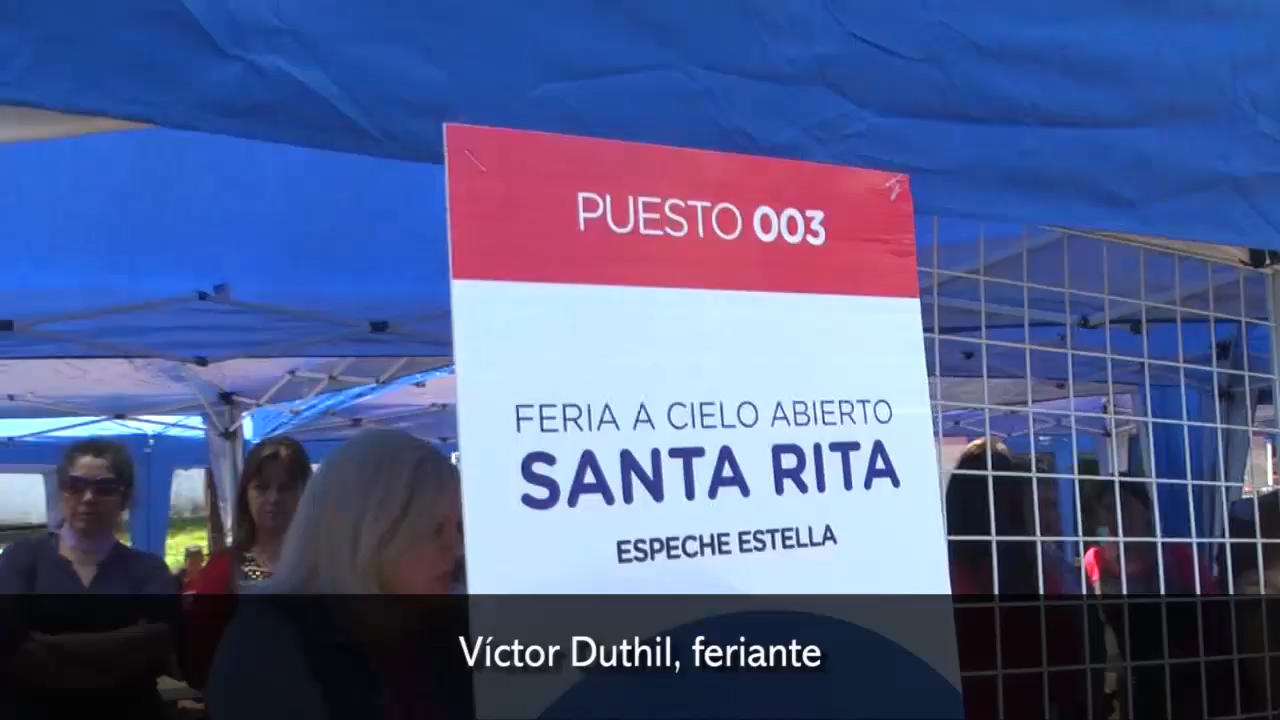 PUESTO 003
FERIA A CIELO ABIERTO
SANTA RITA
ESPECHE ESTELLA
Víctor Duthil, feriante